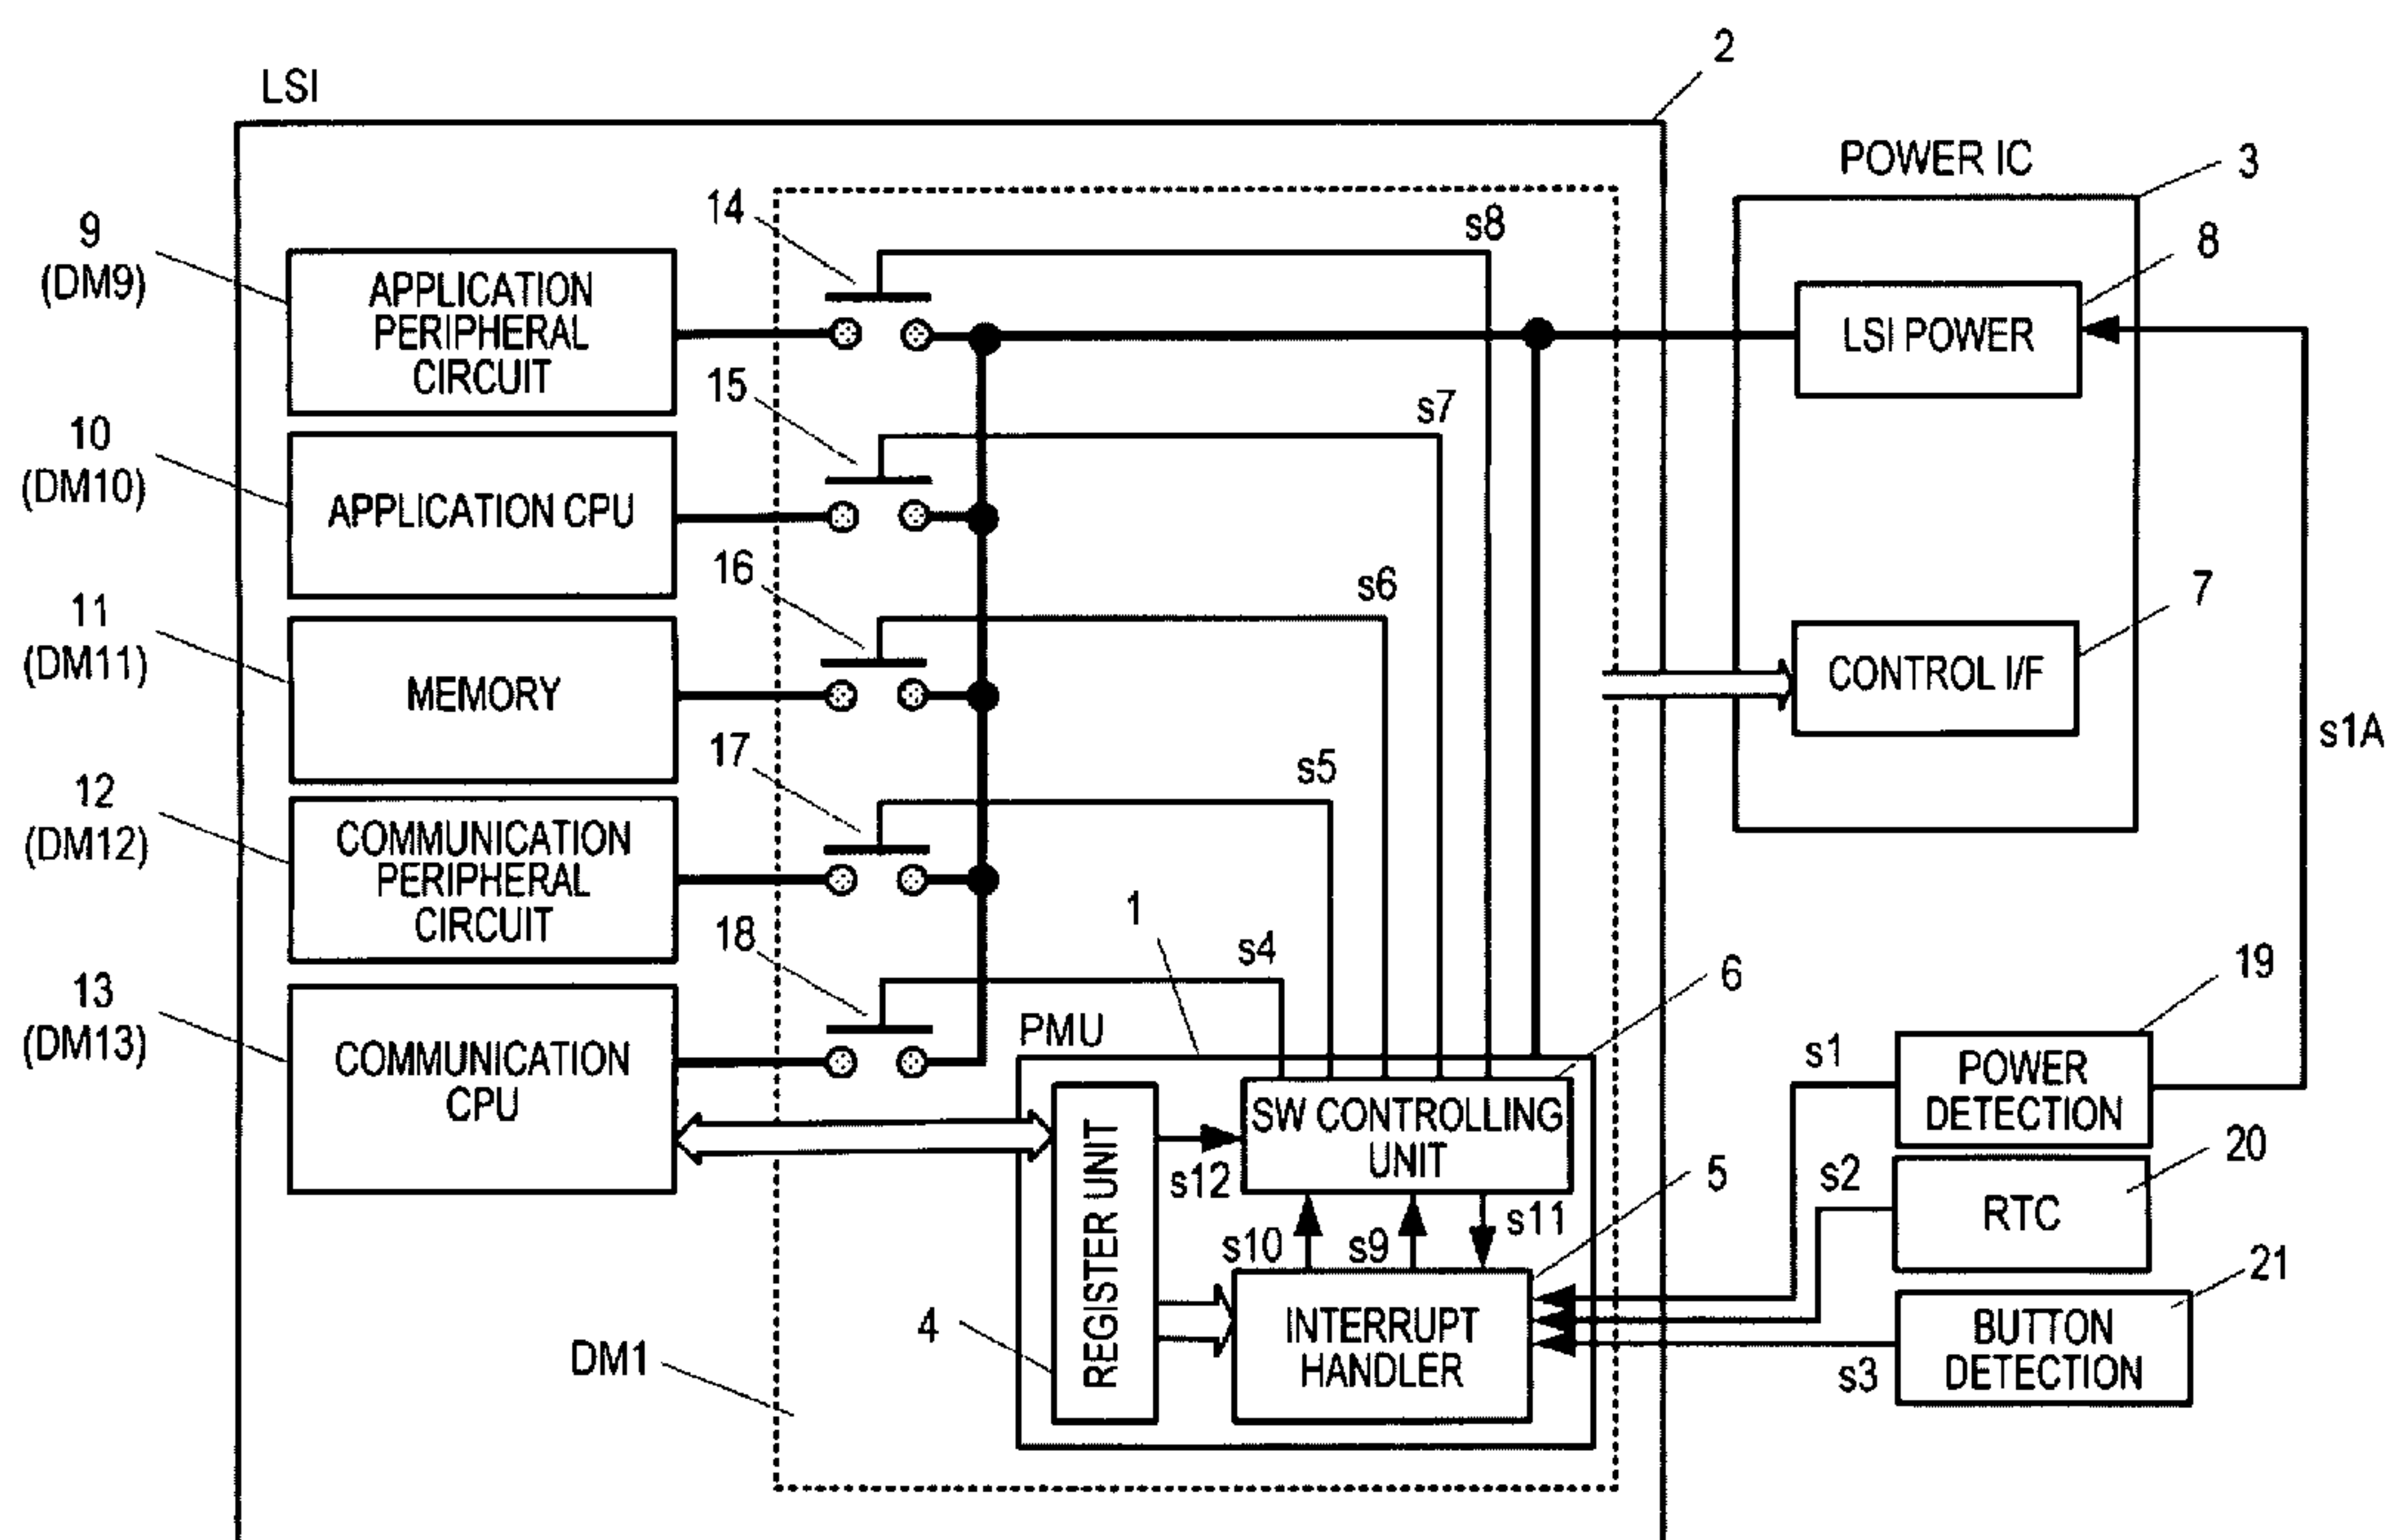 2
LSI
POWER IC
3
14
s8
9
(DM9)
8
APPLICATION
PERIPHERAL
CIRCUIT
LSI POWER
15
s7
10
(DM10)
APPLICATION CPU
16
s6
7
11
(DM11)
MEMORY
CONTROL I/F
s1A
17
s5
12
(DM12)
COMMUNICATION
PERIPHERAL
CIRCUIT
1
18
s4
6
19
13
(DM13)
PMU
COMMUNICATION
CPU
s1
POWER
DETECTION
SW CONTROLLING
UNIT
REGISTER UNIT
s12
5
s2
20
RTC
s10
s9
s11
21
4
INTERRUPT
HANDLER
BUTTON
DETECTION
s3
DM1